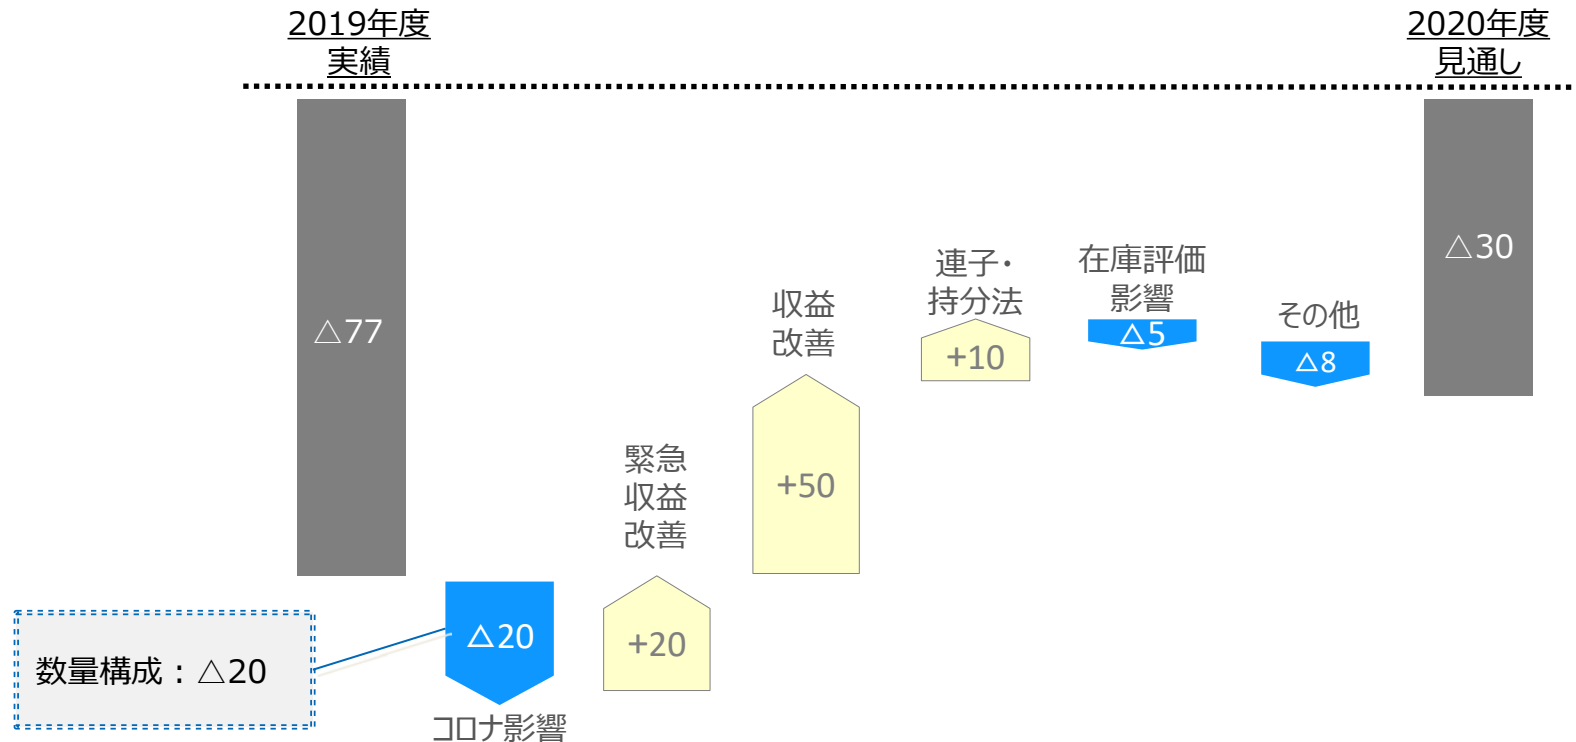 2019年度
実績
2020年度
見通し
△77
コロナ影響
△20
数量構成：△20
緊急
収益
改善
+20
収益
改善
+50
連子・
持分法
+10
在庫評価
影響
△5
その他
△8
△30